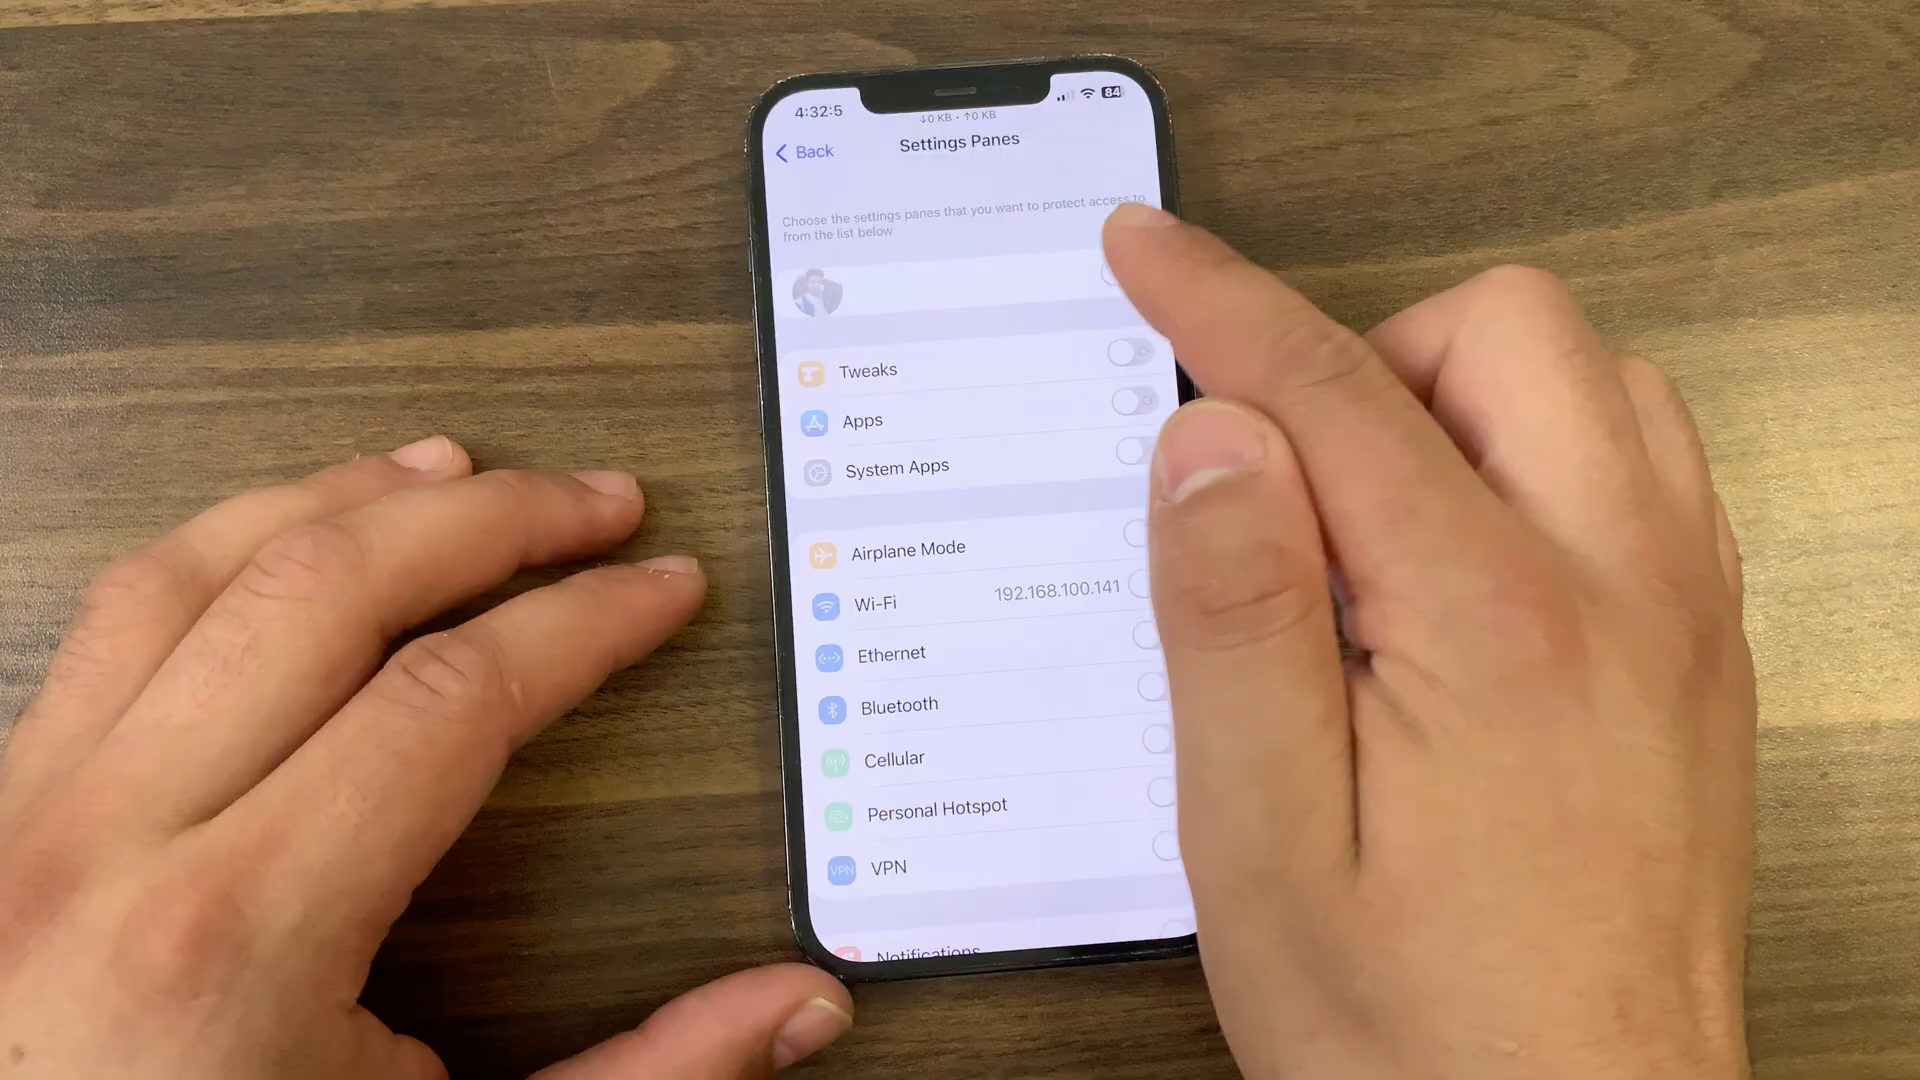 4:32:5
84
↓0 KB • ↑0 KB
Back
Settings Panes
Choose the settings panes that you want to protect access to
from the list below
Tweaks
Apps
System Apps
Airplane Mode
Wi-Fi 192.168.100.141
Ethernet
Bluetooth
Cellular
Personal Hotspot
VPN VPN
Notifications